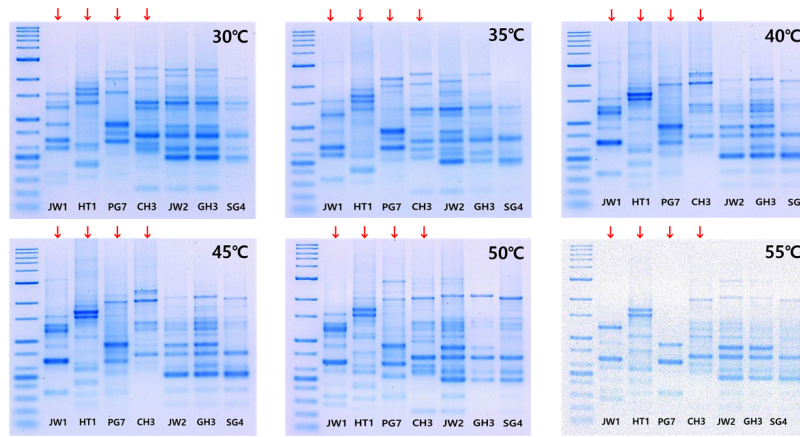 30℃
JW1 HT1 PG7 CH3 JW2 GH3 SG4
35℃
JW1 HT1 PG7 CH3 JW2 GH3 SG4
40℃
JW1 HT1 PG7 CH3 JW2 GH3 SG
45℃
JW1 HT1 PG7 CH3 JW2 GH3 SG4
50℃
JW1 HT1 PG7 CH3 JW2 GH3 SG4
55℃
JW1 HT1 PG7 CH3 JW2 GH3 SG4